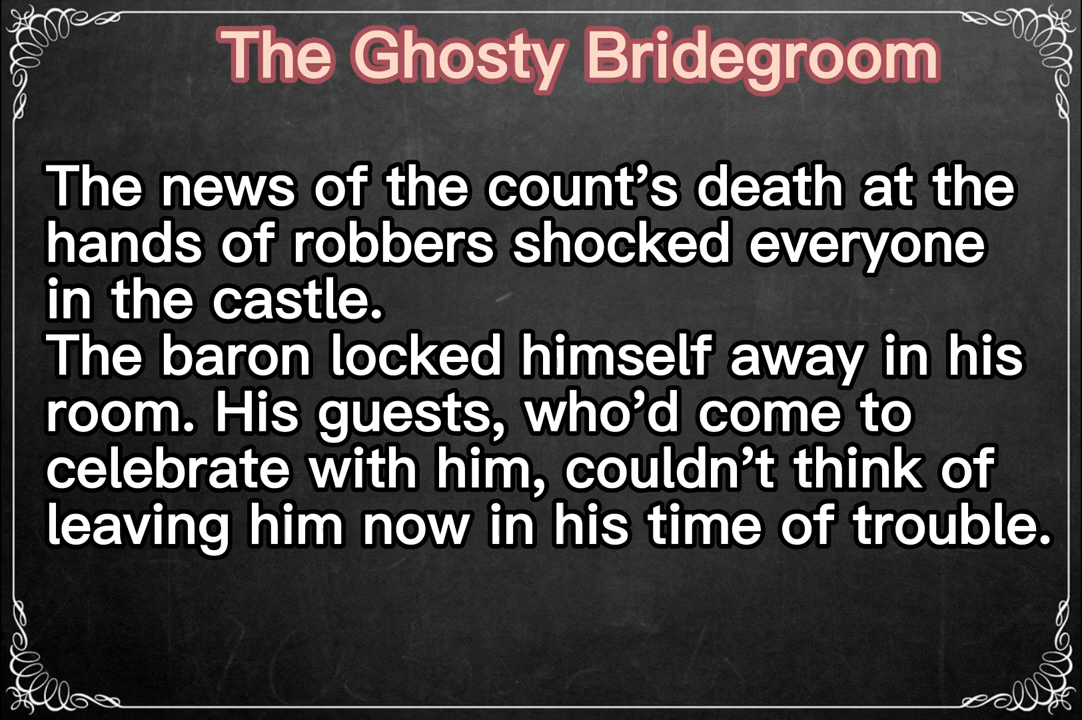 The Ghosty Bridegroom
The news of the count’s death at the
hands of robbers shocked everyone
in the castle.
The baron locked himself away in his
room. His guests, who’d come to
celebrate with him, couldn’t think of
leaving him now in his time of trouble.